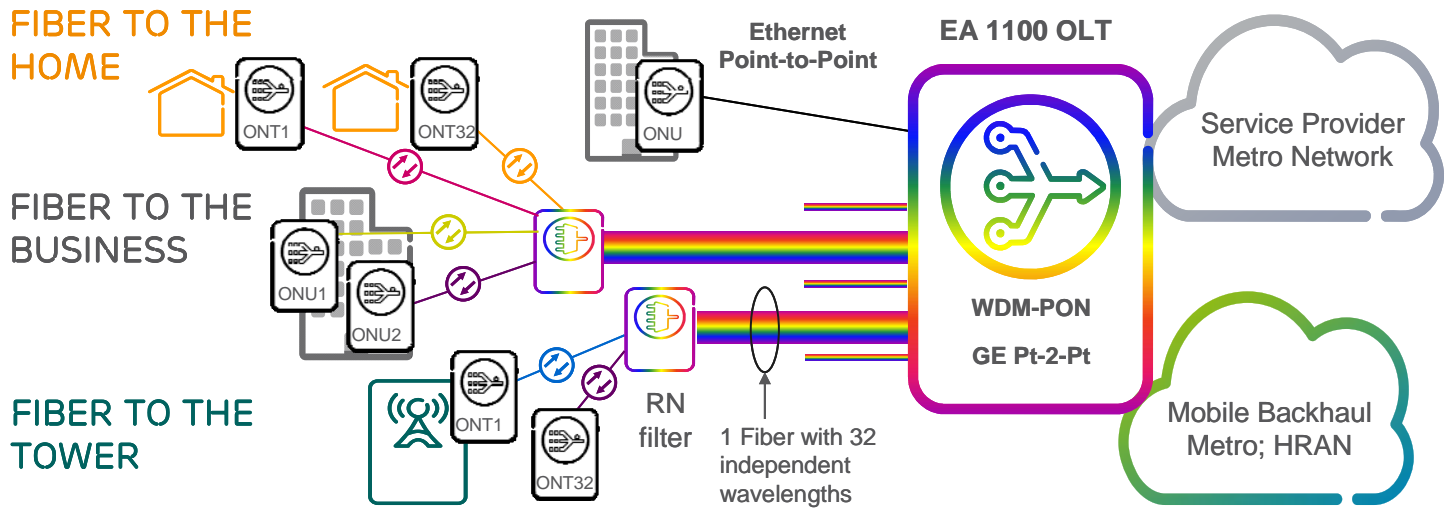 FIBER TO THE
HOME
ONT1
ONT32
Ethernet
Point-to-Point
ONU
EA 1100 OLT
Service Provider
Metro Network
FIBER TO THE
BUSINESS
ONU1
ONU2
WDM-PON
GE Pt-2-Pt
FIBER TO THE
TOWER
ONT1
ONT32
RN
filter
1 Fiber with 32
independent
wavelengths
Mobile Backhaul
Metro; HRAN